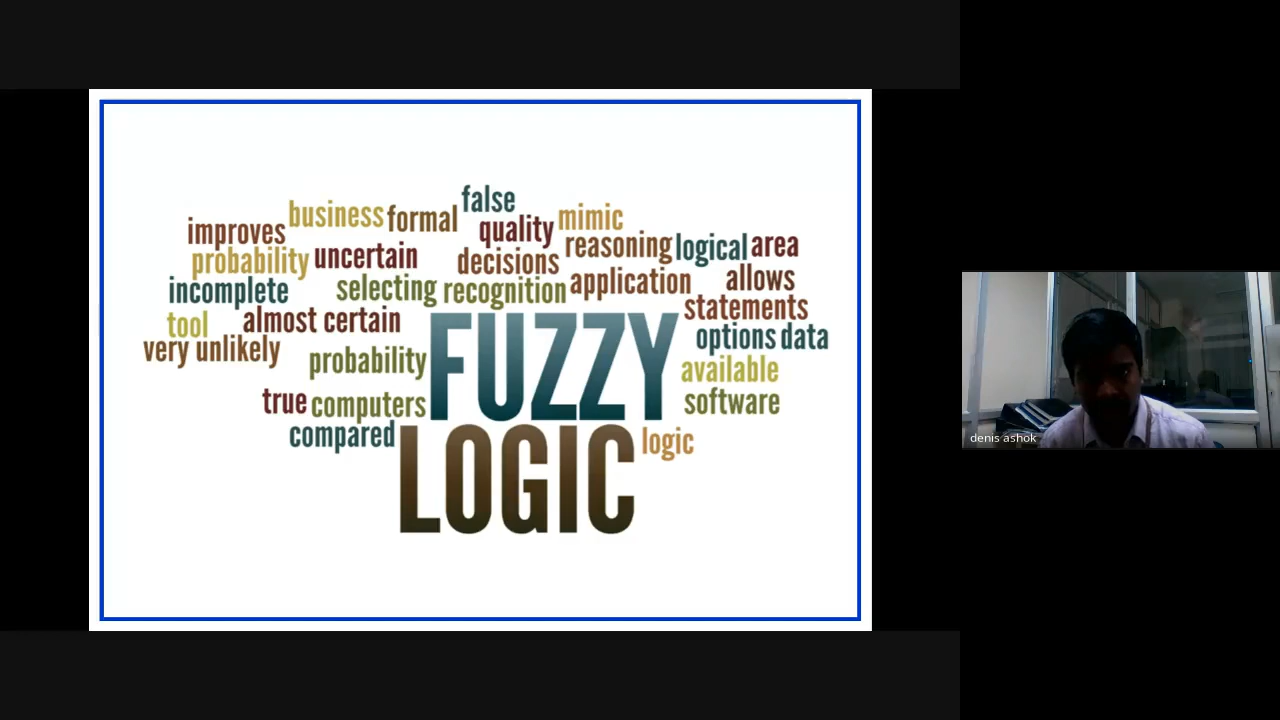 false
business formal quality mimic
improves uncertain decisions reasoning logical area
probability selecting recognition application allows
incomplete almost certain statements
tool FUZZY options data
very unlikely probability available
true computers software
compared LOGIC logic
denis ashok